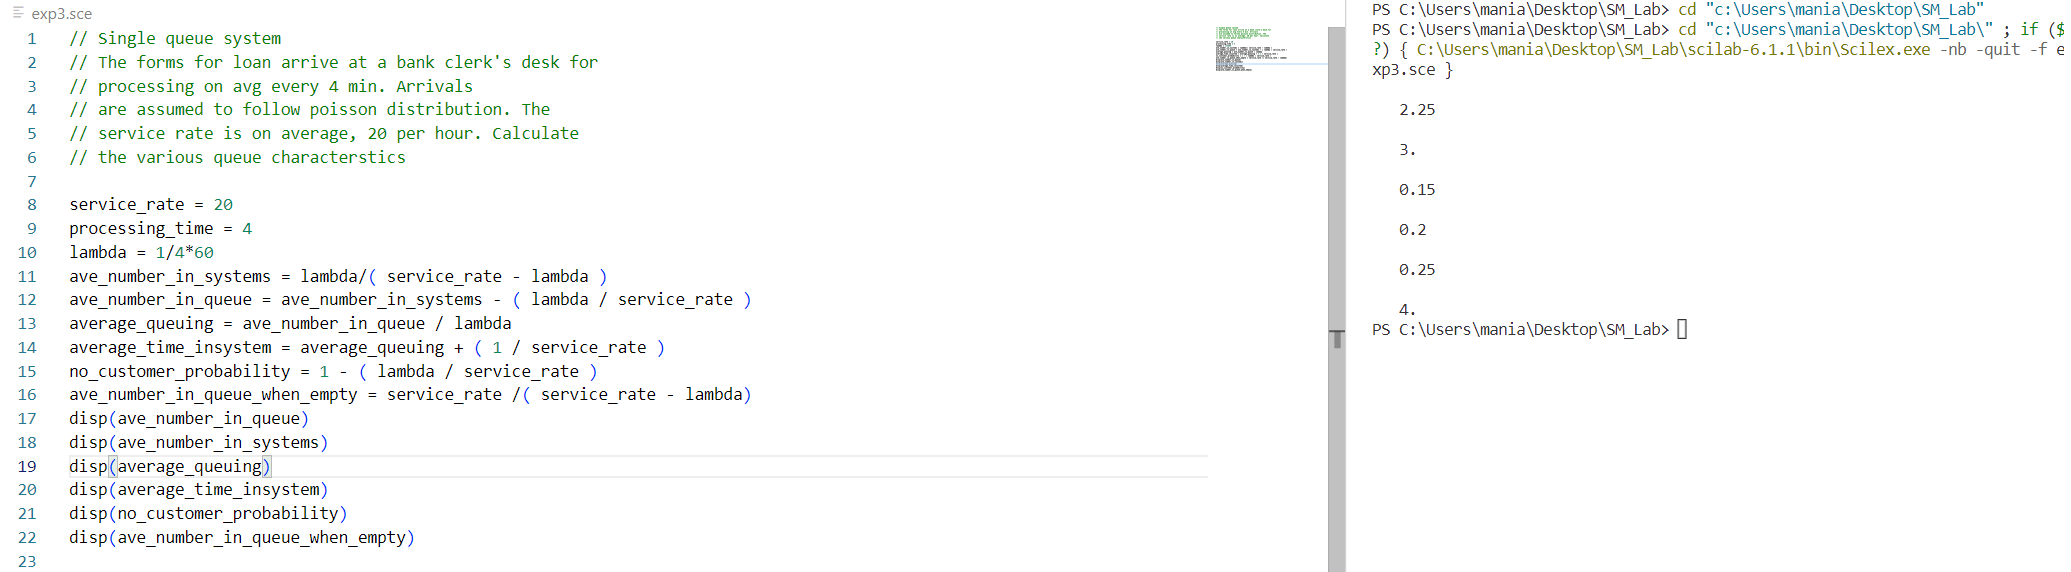 exp3.sce
1 // Single queue system
2 // The forms for loan arrive at a bank clerk's desk for
3 // processing on avg every 4 min. Arrivals
4 // are assumed to follow poisson distribution. The
5 // service rate is on average, 20 per hour. Calculate
6 // the various queue characterstics
7
8 service_rate = 20
9 processing_time = 4
10 lambda = 1/4*60
11 ave_number_in_systems = lambda/( service_rate - lambda )
12 ave_number_in_queue = ave_number_in_systems - ( lambda / service_rate )
13 average_queuing = ave_number_in_queue / lambda
14 average_time_insystem = average_queuing + ( 1 / service_rate )
15 no_customer_probability = 1 - ( lambda / service_rate )
16 ave_number_in_queue_when_empty = service_rate /( service_rate - lambda)
17 disp(ave_number_in_queue)
18 disp(ave_number_in_systems)
19 disp(average_queuing)
20 disp(average_time_insystem)
21 disp(no_customer_probability)
22 disp(ave_number_in_queue_when_empty)
23
PS C:\Users\mania\Desktop\SM_Lab> cd "c:\Users\mania\Desktop\SM_Lab"
PS C:\Users\mania\Desktop\SM_Lab> cd "c:\Users\mania\Desktop\SM_Lab\" ; if ($
?) { C:\Users\mania\Desktop\SM_Lab\scilab-6.1.1\bin\Scilex.exe -nb -quit -f e
xp3.sce }
2.25
3.
0.15
0.2
0.25
4.
PS C:\Users\mania\Desktop\SM_Lab>